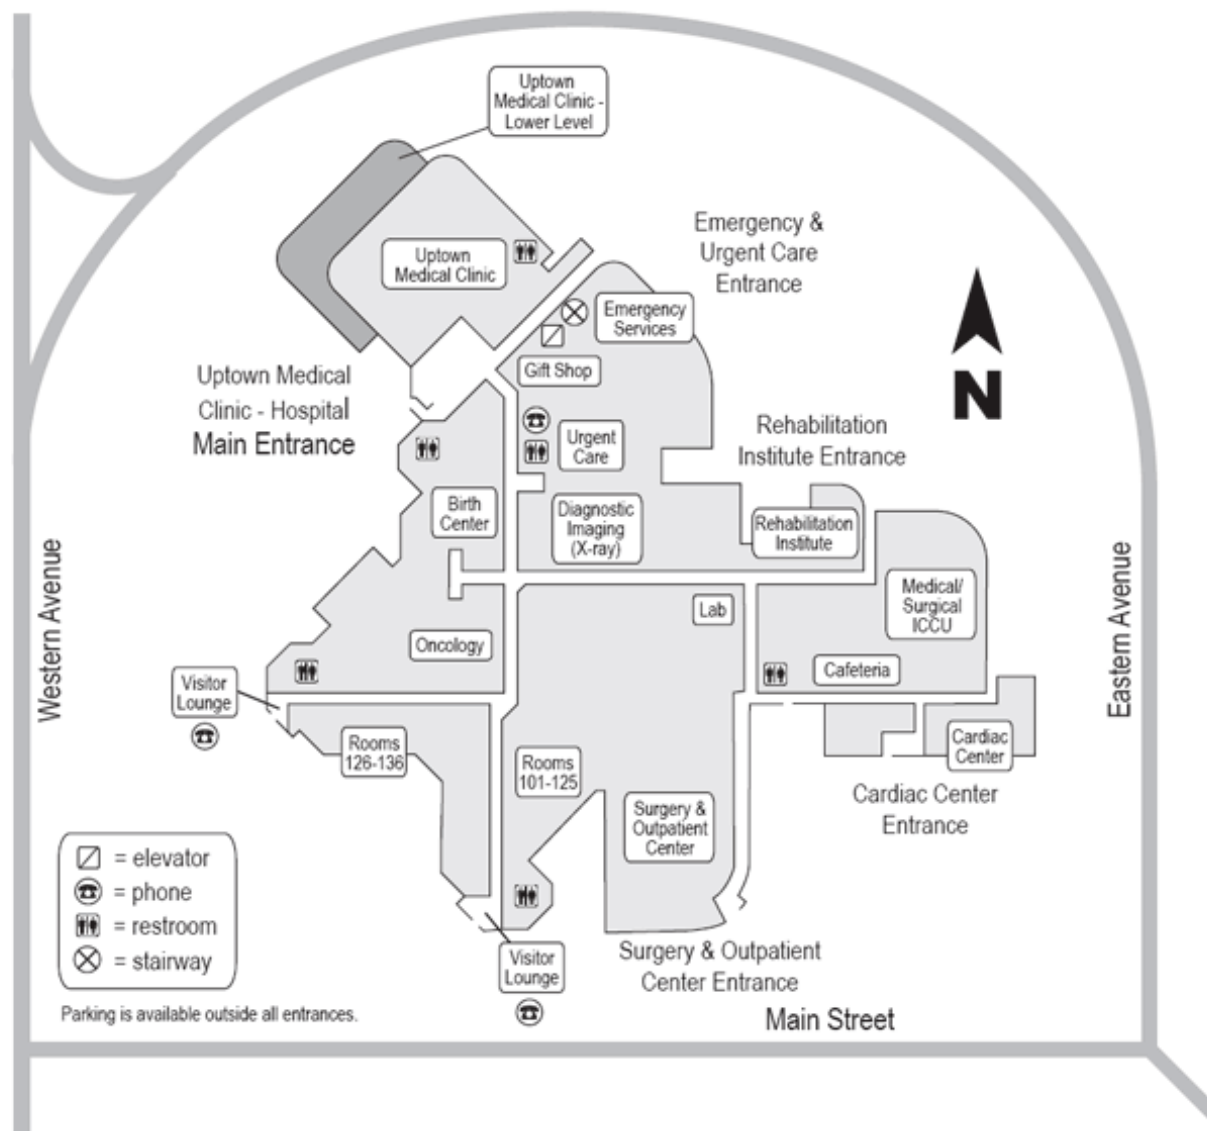 Uptown
Medical Clinic -
Lower Level
Emergency &
Urgent Care
Entrance
Uptown
Medical Clinic
Emergency
Services
Gift Shop
N
Uptown Medical
Clinic - Hospital
Main Entrance
Urgent
Care
Rehabilitation
Institute Entrance
Birth
Center
Diagnostic
Imaging
(X-ray)
Rehabilitation
Institute
Western Avenue
Eastern Avenue
Medical/
Surgical
ICCU
Lab
Oncology
Cafeteria
Visitor
Lounge
Rooms
126-136
Rooms
101-125
Cardiac
Center
Cardiac Center
Entrance
Surgery &
Outpatient
Center
= elevator
= phone
= restroom
= stairway
Visitor
Lounge
Surgery & Outpatient
Center Entrance
Parking is available outside all entrances.
Main Street